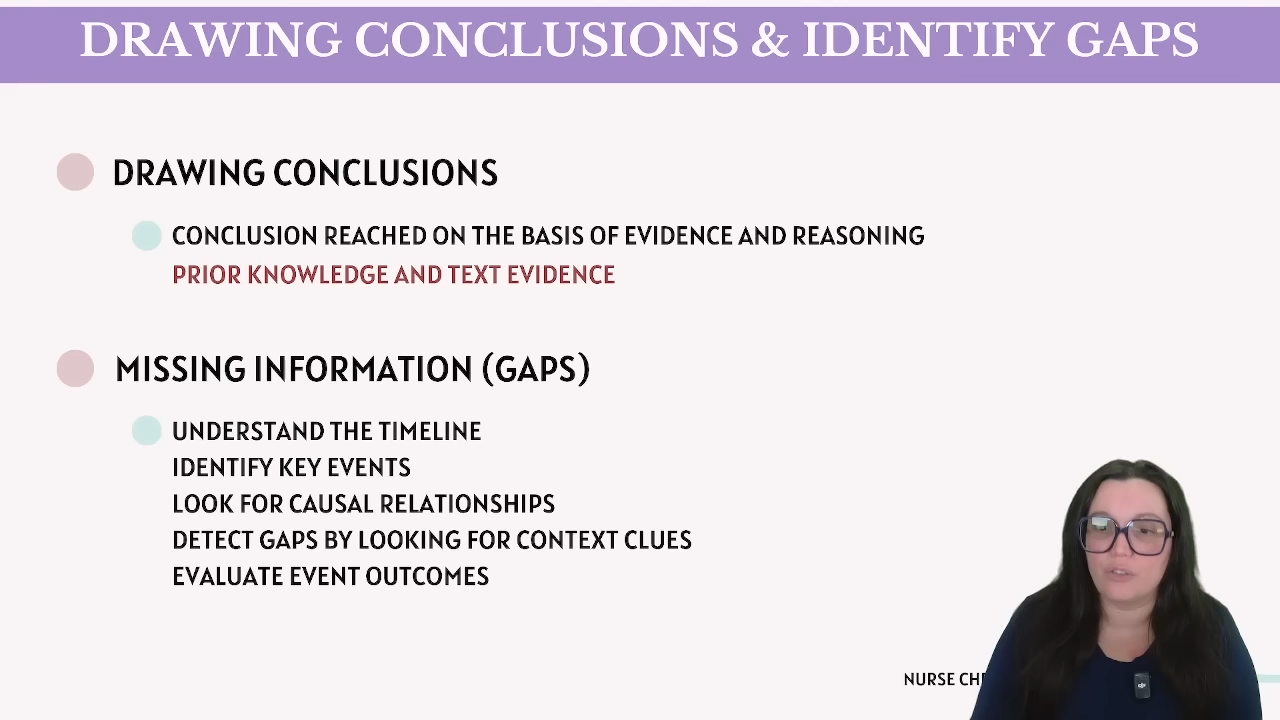 DRAWING CONCLUSIONS & IDENTIFY GAPS
DRAWING CONCLUSIONS
CONCLUSION REACHED ON THE BASIS OF EVIDENCE AND REASONING
PRIOR KNOWLEDGE AND TEXT EVIDENCE
MISSING INFORMATION (GAPS)
UNDERSTAND THE TIMELINE
IDENTIFY KEY EVENTS
LOOK FOR CAUSAL RELATIONSHIPS
DETECT GAPS BY LOOKING FOR CONTEXT CLUES
EVALUATE EVENT OUTCOMES
NURSE